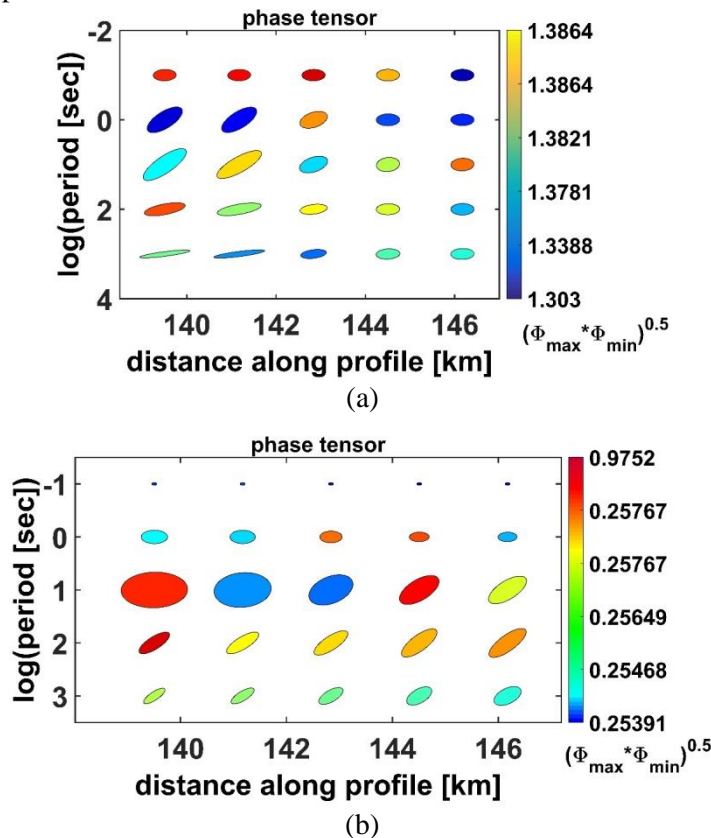 phase tensor
-2
0
2
4
log(period [sec])
140
142
144
146
distance along profile [km]
1.3864
1.3864
1.3821
1.3781
1.3388
1.303
(Φmax*Φmin)0.5
(a)
phase tensor
-1
0
1
2
3
log(period [sec])
140
142
144
146
distance along profile [km]
0.9752
0.25767
0.25767
0.25649
0.25468
0.25391
(Φmax*Φmin)0.5
(b)